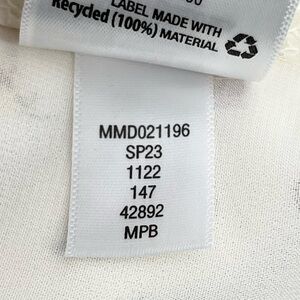 LABEL MADE WITH
Recycled (100%) MATERIAL
MMD021196
SP23
1122
147
42892
MPB